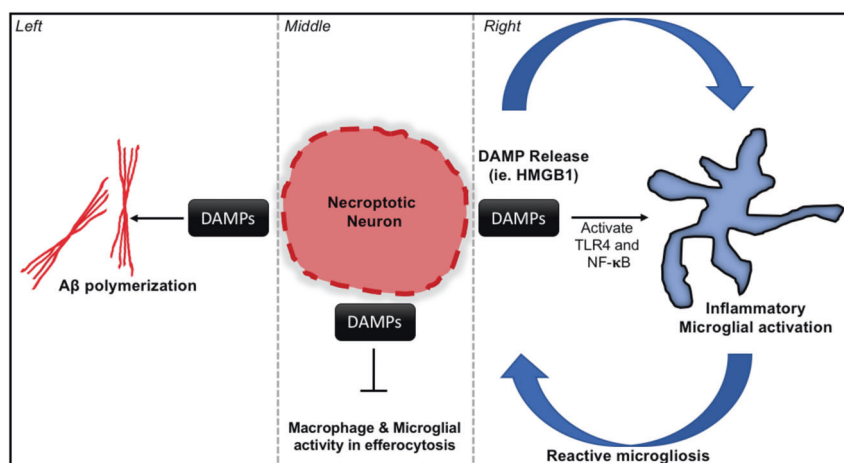 Left
Middle
Right
DAMPs
Aβ polymerization
Necroptotic
Neuron
DAMPs
Macrophage & Microglial
activity in efferocytosis
DAMP Release
(ie. HMGB1)
DAMPs
Activate
TLR4 and
NF-κB
Inflammatory
Microglial activation
Reactive microgliosis